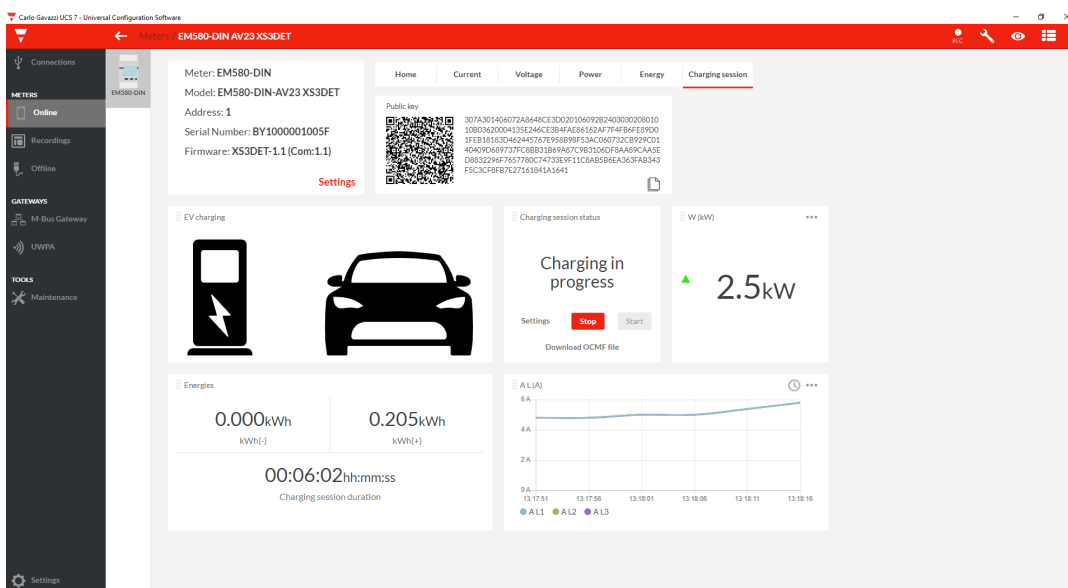 Carlo Gavazzi UCS 7 - Universal Configuration Software
Meters / EM580-DIN AV23 XS3DET
REC
Connections
METERS
Online
Recordings
Offline
GATEWAYS
M-Bus Gateway
UWPA
TOOLS
Maintenance
Settings
EM580-DIN
Meter: EM580-DIN
Model: EM580-DIN-AV23 XS3DET
Address: 1
Serial Number: BY1000001005F
Firmware: XS3DET-1.1 (Com:1.1)
Settings
Home Current Voltage Power Energy Charging session
Public key
307A301406072A8648CE3D020106092B2403030208010
10B03620004135E246CE3B4FAE86162AF7F4FB6FE89D0
1FEB18183D462445767E958B98F53AC060732CB929C01
40409D689737FC8BB31B69A87C9B3106DF8AA89CAA5E
D8832296F7657780C74733E9F11C8AB5B6EA363FAB343
F5C3CF8FB7E27161841A1641
EV charging
Charging session status
Charging in
progress
Settings Stop Start
Download OCMF file
W (kW)
2.5kW
Energies
0.000kWh 0.205kWh
kWh(-) kWh(+)
00:06:02hh:mm:ss
Charging session duration
A L (A)
6 A
4 A
2 A
0 A
13:17:51 13:17:56 13:18:01 13:18:06 13:18:11 13:18:16
A L1 A L2 A L3